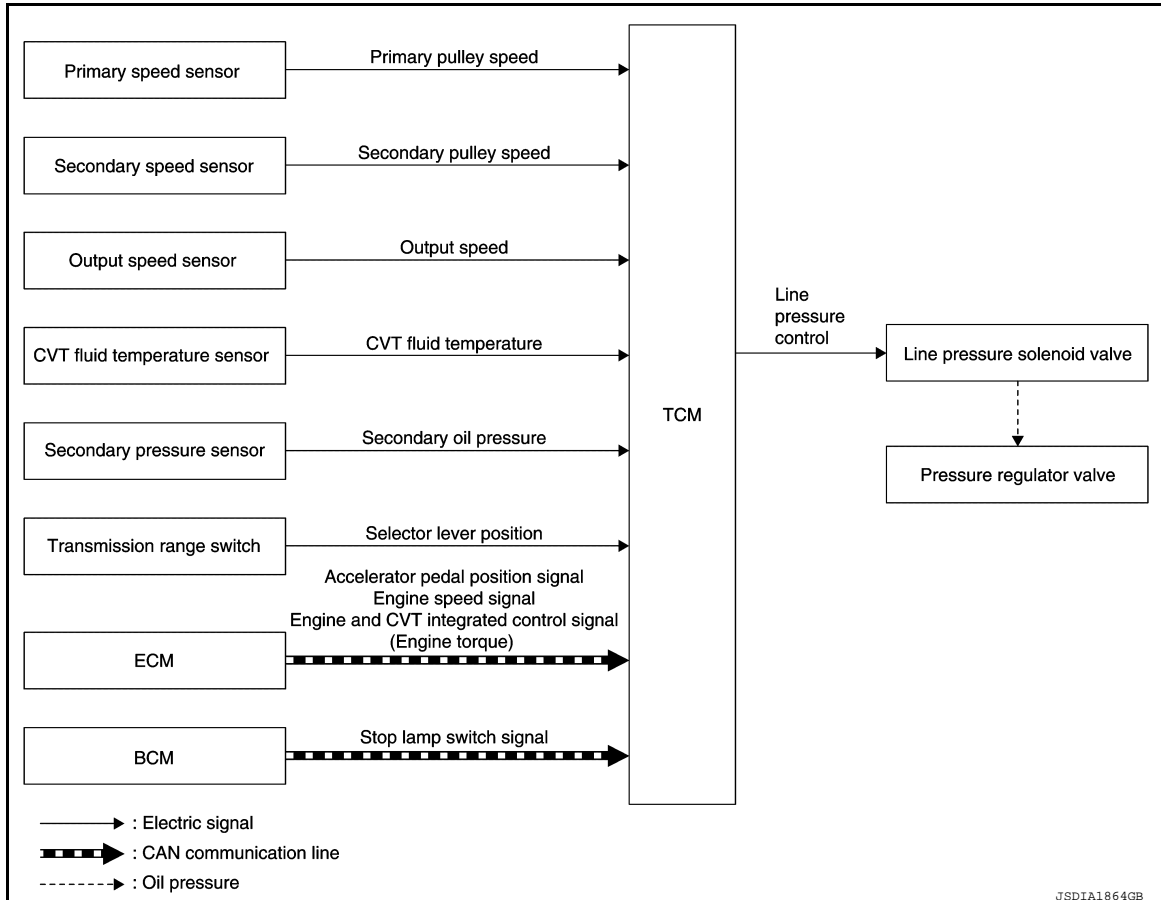 Primary speed sensor
Primary pulley speed
Secondary speed sensor
Secondary pulley speed
Output speed sensor
Output speed
CVT fluid temperature sensor
CVT fluid temperature
Secondary pressure sensor
Secondary oil pressure
Transmission range switch
Selector lever position
ECM
Accelerator pedal position signal
Engine speed signal
Engine and CVT integrated control signal
(Engine torque)
BCM
Stop lamp switch signal
TCM
Line
pressure
control
Line pressure solenoid valve
Pressure regulator valve
: Electric signal
: CAN communication line
: Oil pressure
JSDIA1864GB